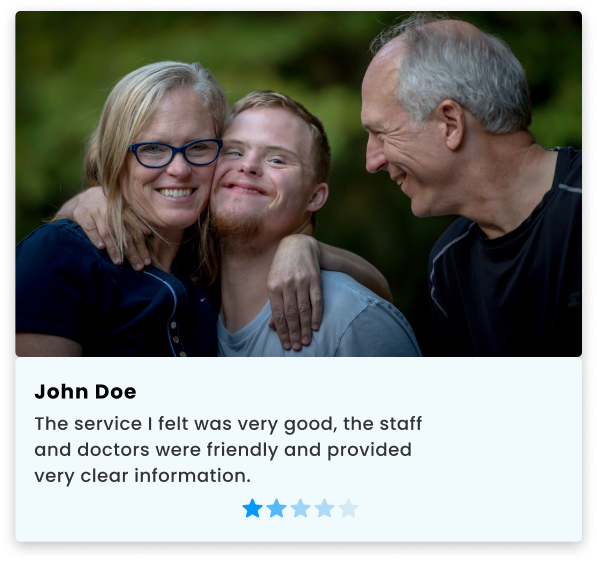 John Doe
The service I felt was very good, the staff
and doctors were friendly and provided
very clear information.